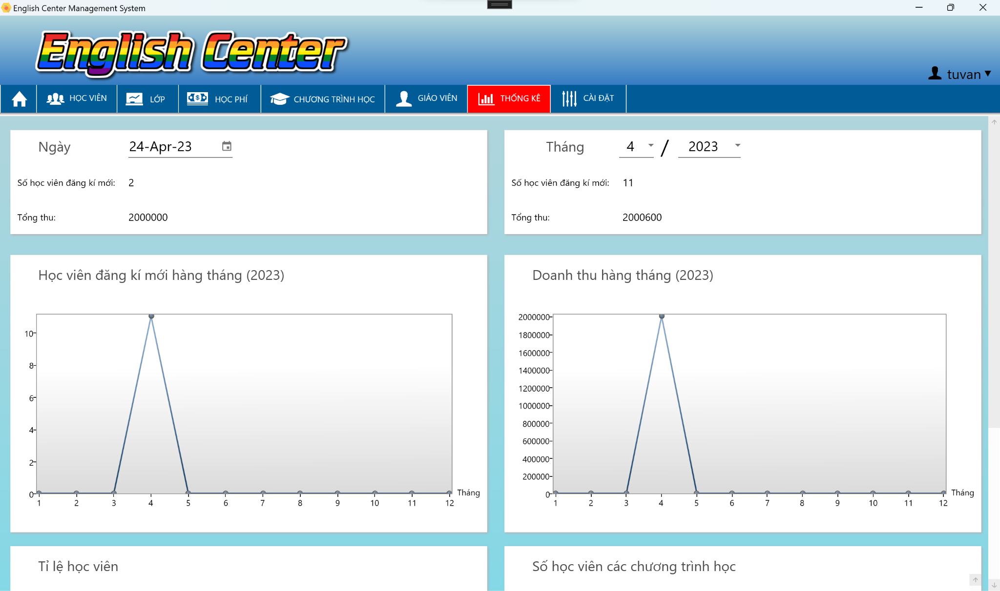 English Center Management System
English Center
tuvan
HỌC VIÊN
LỚP
HỌC PHÍ
CHƯƠNG TRÌNH HỌC
GIÁO VIÊN
THỐNG KÊ
CÀI ĐẶT
Ngày 24-Apr-23
Số học viên đăng kí mới: 2
Tổng thu: 2000000
Tháng 4 / 2023
Số học viên đăng kí mới: 11
Tổng thu: 2000600
Học viên đăng kí mới hàng tháng (2023)
10
8
6
4
2
0
1 2 3 4 5 6 7 8 9 10 11 12
Tháng
Doanh thu hàng tháng (2023)
2000000
1800000
1600000
1400000
1200000
1000000
800000
600000
400000
200000
0
1 2 3 4 5 6 7 8 9 10 11 12
Tháng
Tỉ lệ học viên
Số học viên các chương trình học